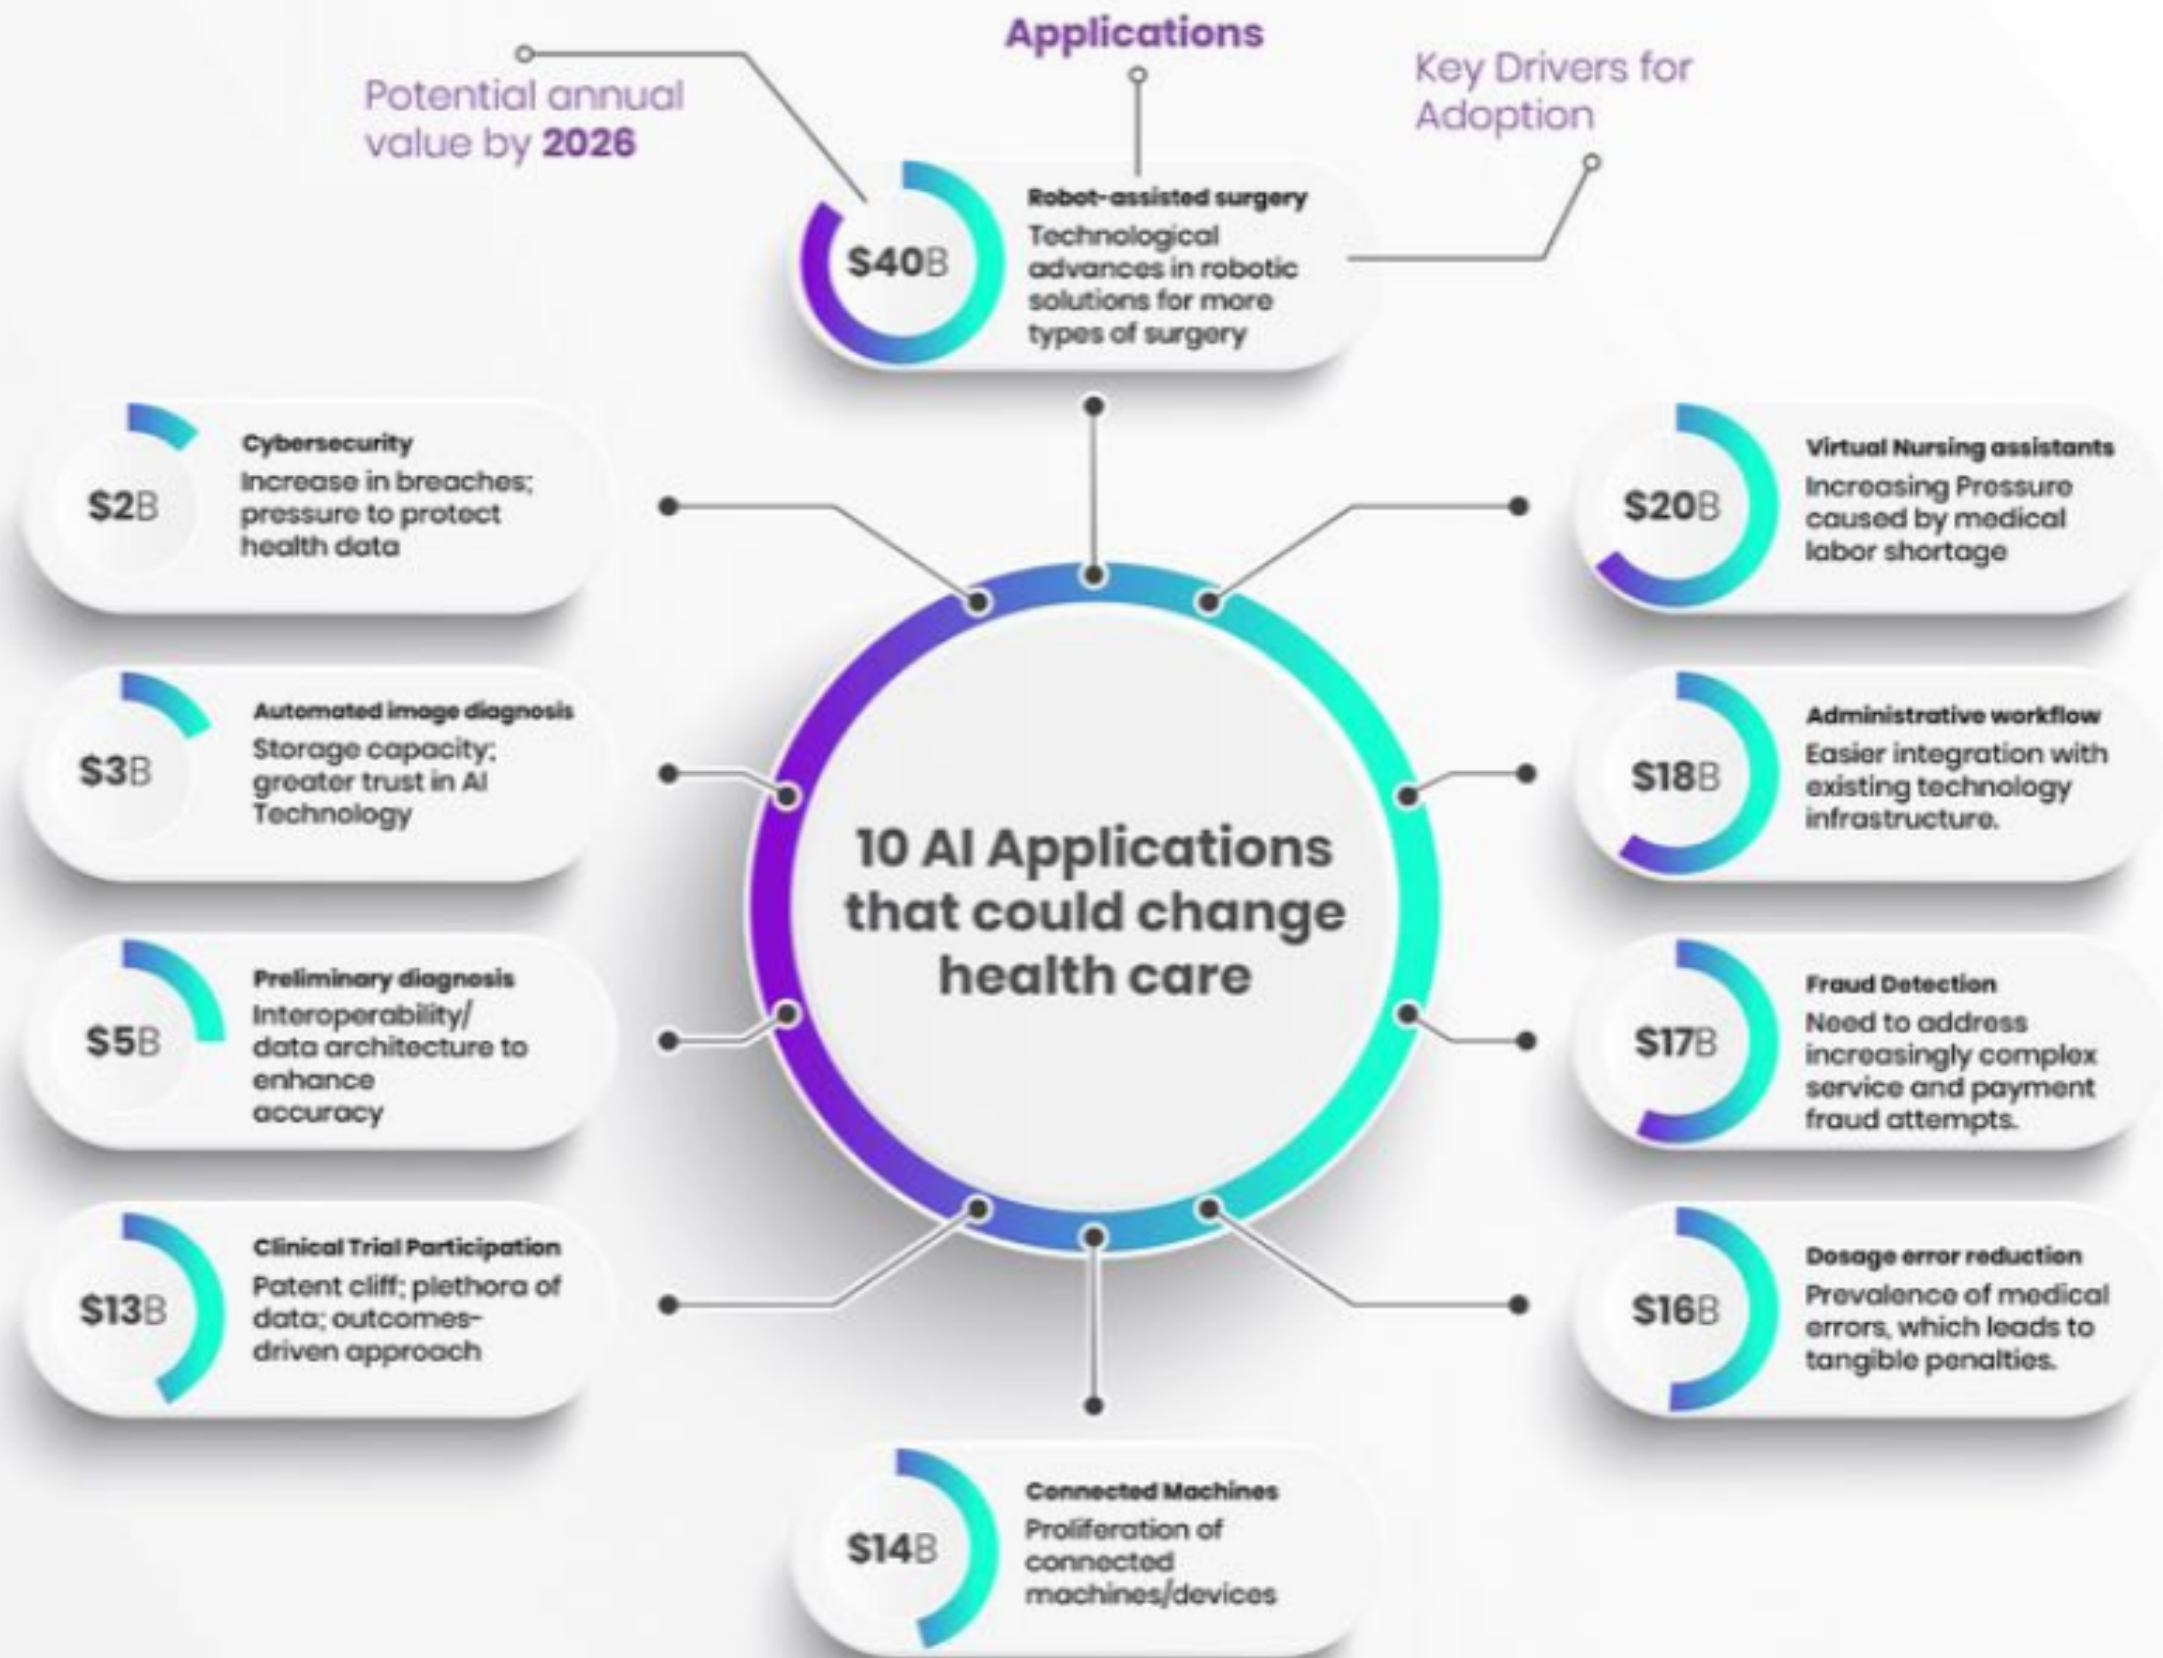 Applications
Potential annual
value by 2026
Key Drivers for
Adoption
$40B
Robot-assisted surgery
Technological
advances in robotic
solutions for more
types of surgery
$2B
Cybersecurity
Increase in breaches;
pressure to protect
health data
$20B
Virtual Nursing assistants
Increasing Pressure
caused by medical
labor shortage
$3B
Automated image diagnosis
Storage capacity;
greater trust in AI
Technology
$18B
Administrative workflow
Easier integration with
existing technology
infrastructure.
10 AI Applications
that could change
health care
$5B
Preliminary diagnosis
Interoperability/
data architecture to
enhance
accuracy
$17B
Fraud Detection
Need to address
increasingly complex
service and payment
fraud attempts.
$13B
Clinical Trial Participation
Patent cliff; plethora of
data; outcomes-
driven approach
$16B
Dosage error reduction
Prevalence of medical
errors, which leads to
tangible penalties.
$14B
Connected Machines
Proliferation of
connected
machines/devices